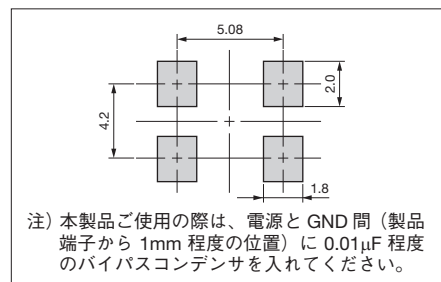 5.08
2.0
4.2
1.8
注）本製品ご使用の際は、電源と GND 間（製品
端子から 1mm 程度の位置）に 0.01μF 程度
のバイパスコンデンサを入れてください。